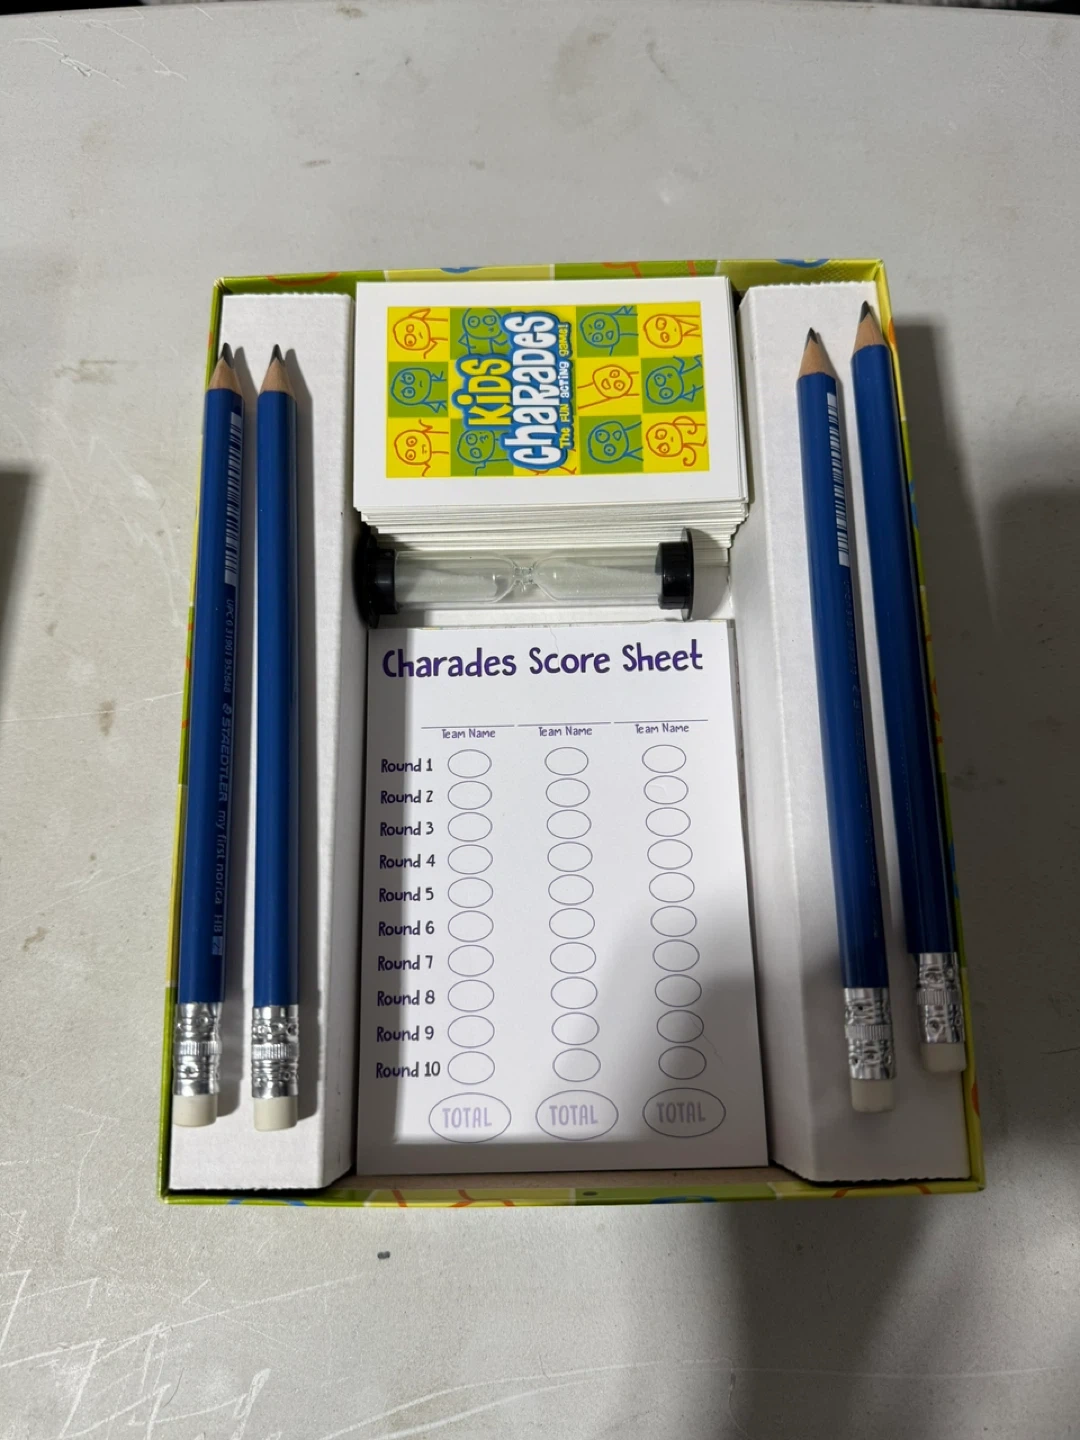 KIDS
CHARADES
The FUN acting game!
Charades Score Sheet
Team Name Team Name Team Name
Round 1
Round 2
Round 3
Round 4
Round 5
Round 6
Round 7
Round 8
Round 9
Round 10
TOTAL TOTAL TOTAL
STAEDTLER my first norica HB